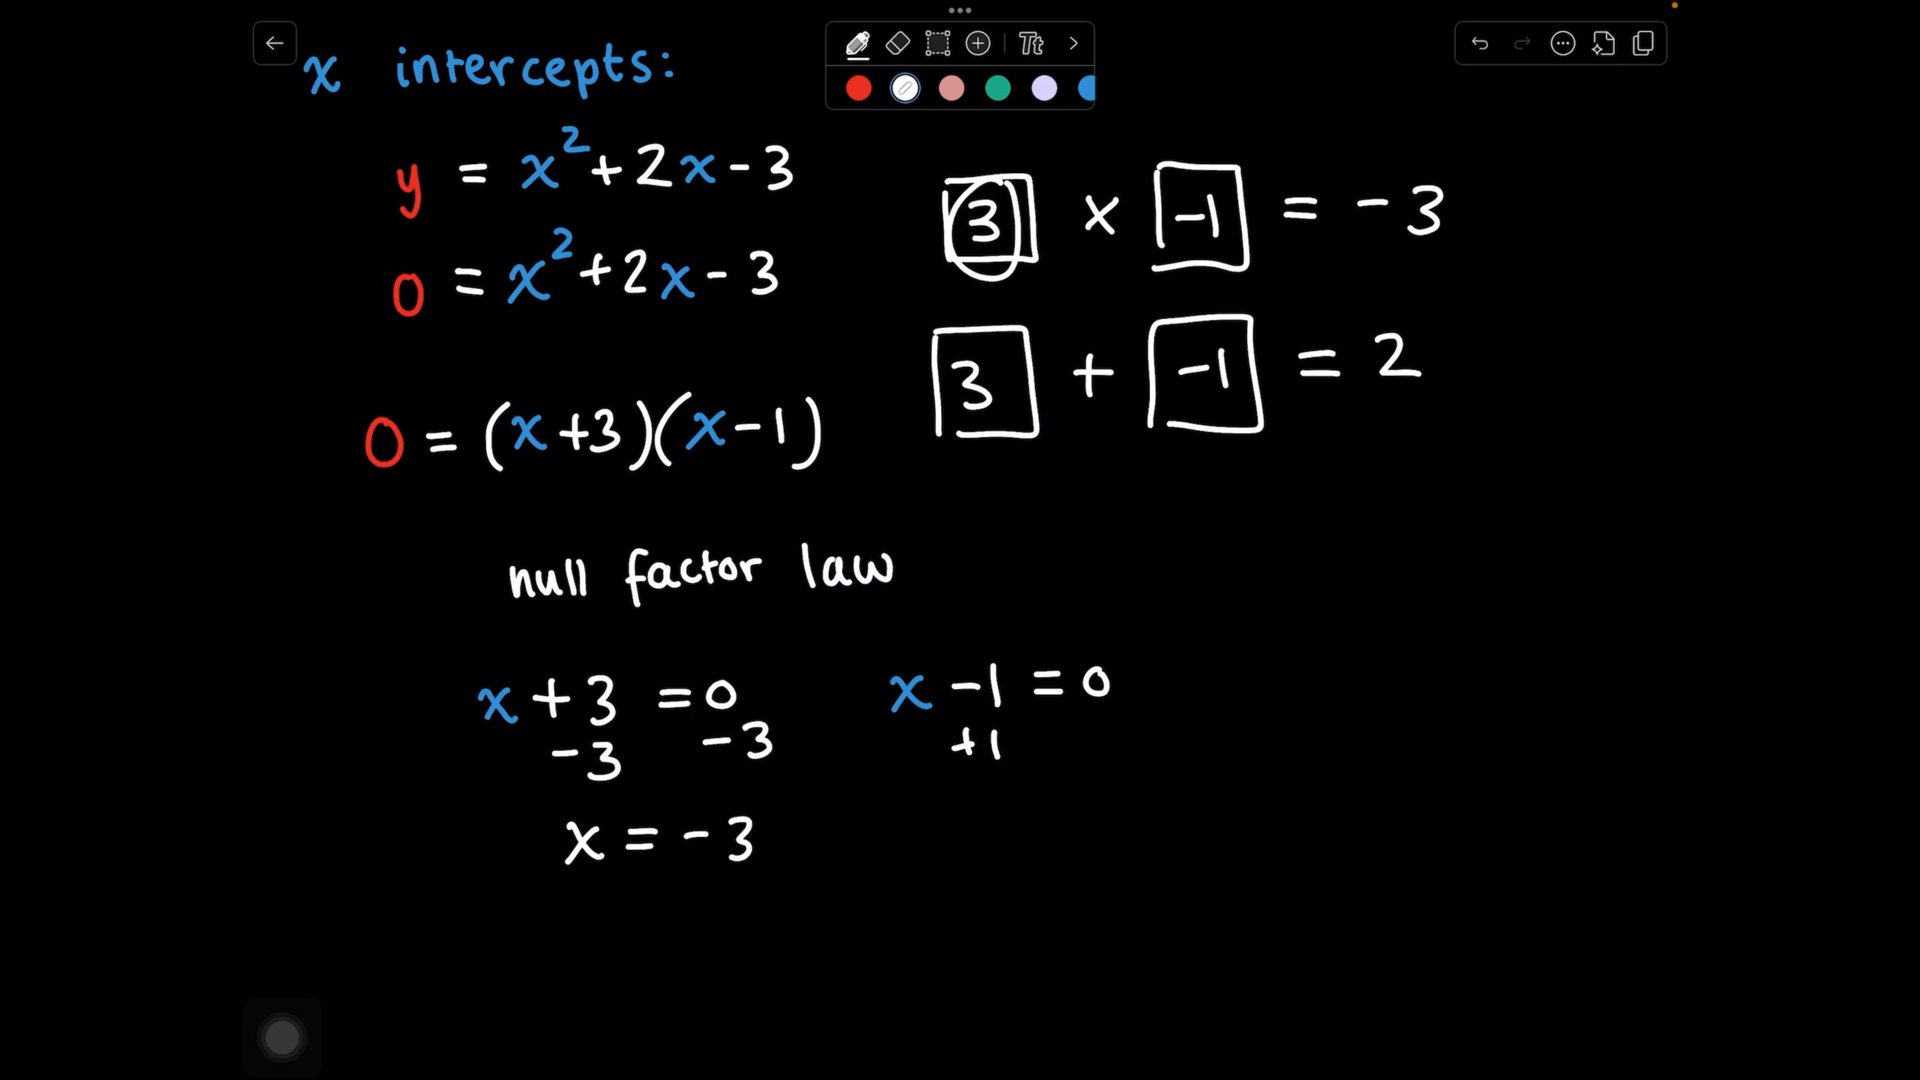 x intercepts:
Tt
y = x² + 2x - 3
0 = x² + 2x - 3
0 = (x + 3)(x - 1)
3 × -1 = -3
3 + -1 = 2
null factor law
x + 3 = 0
-3 -3
x = -3
x - 1 = 0
+1